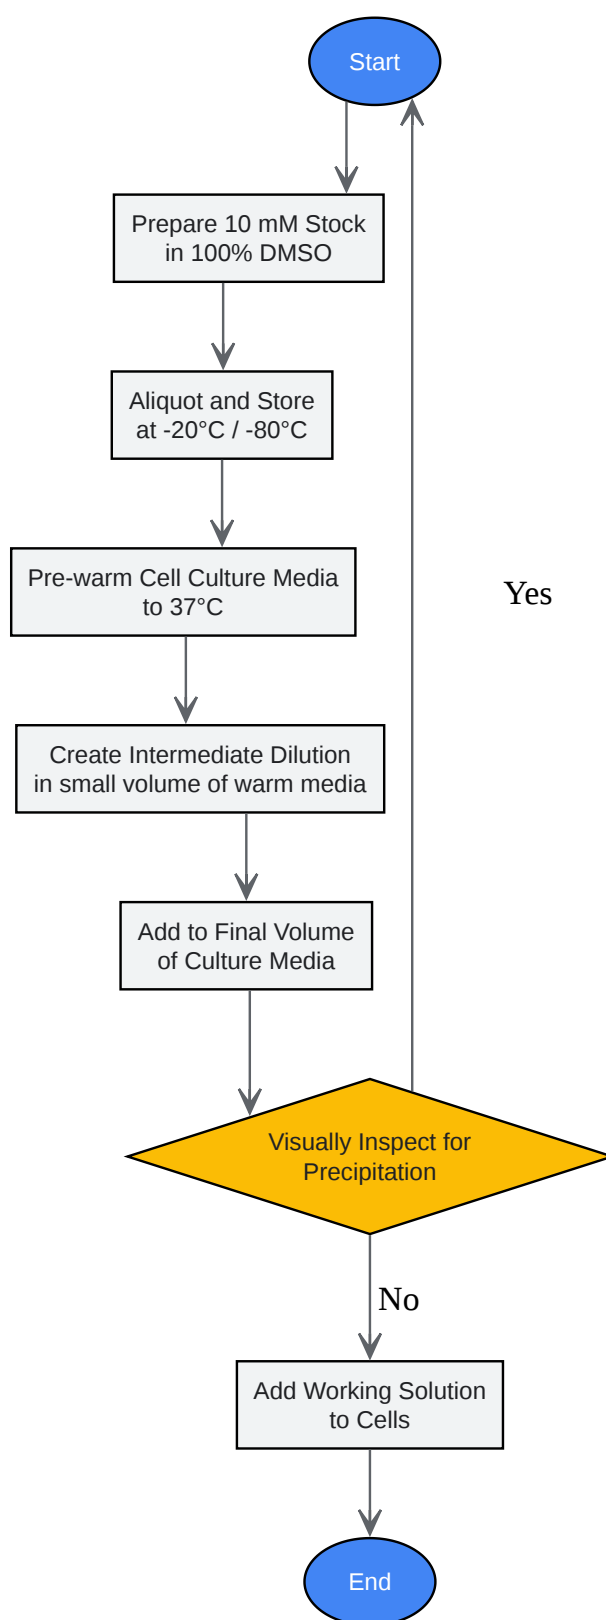 Start
Prepare 10 mM Stock
in 100% DMSO
Aliquot and Store
at -20°C / -80°C
Pre-warm Cell Culture Media
to 37°C
Yes
Create Intermediate Dilution
in small volume of warm media
Add to Final Volume
of Culture Media
Visually Inspect for
Precipitation
No
Add Working Solution
to Cells
End